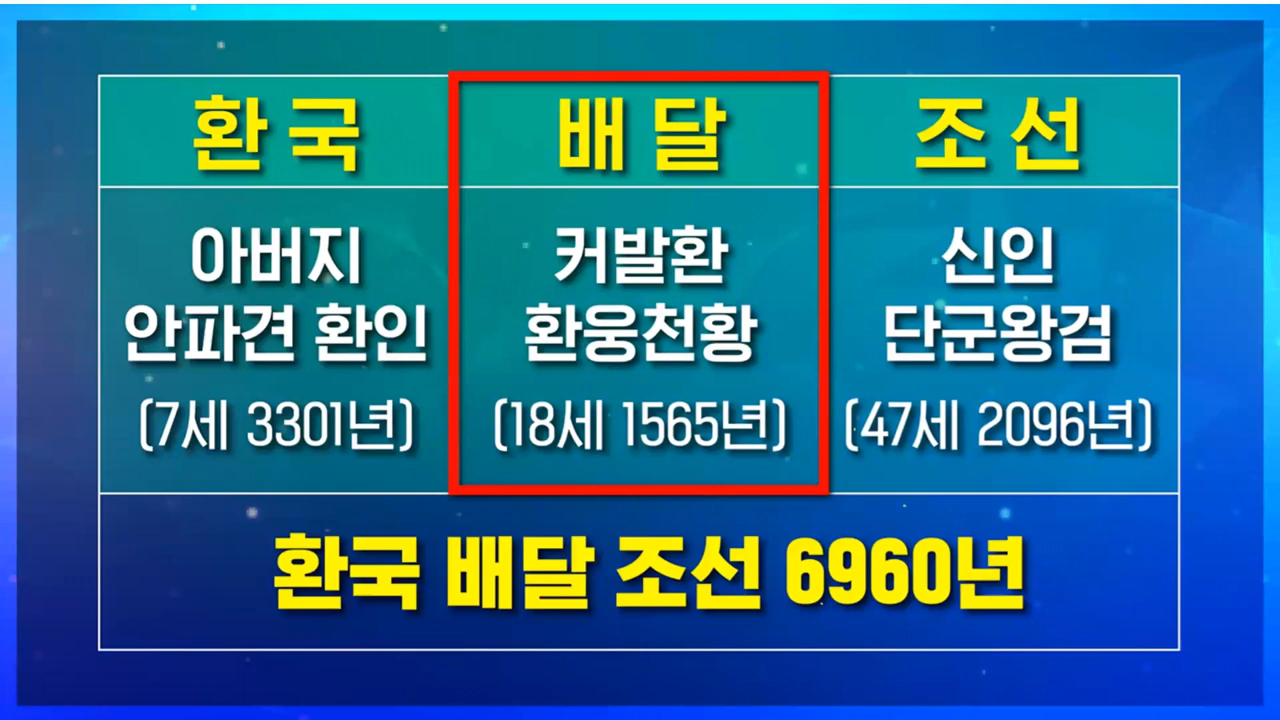 환국 배달 조선
아버지
안파견 환인
(7세 3301년)
커발환
환웅천황
(18세 1565년)
신인
단군왕검
(47세 2096년)
환국 배달 조선 6960년